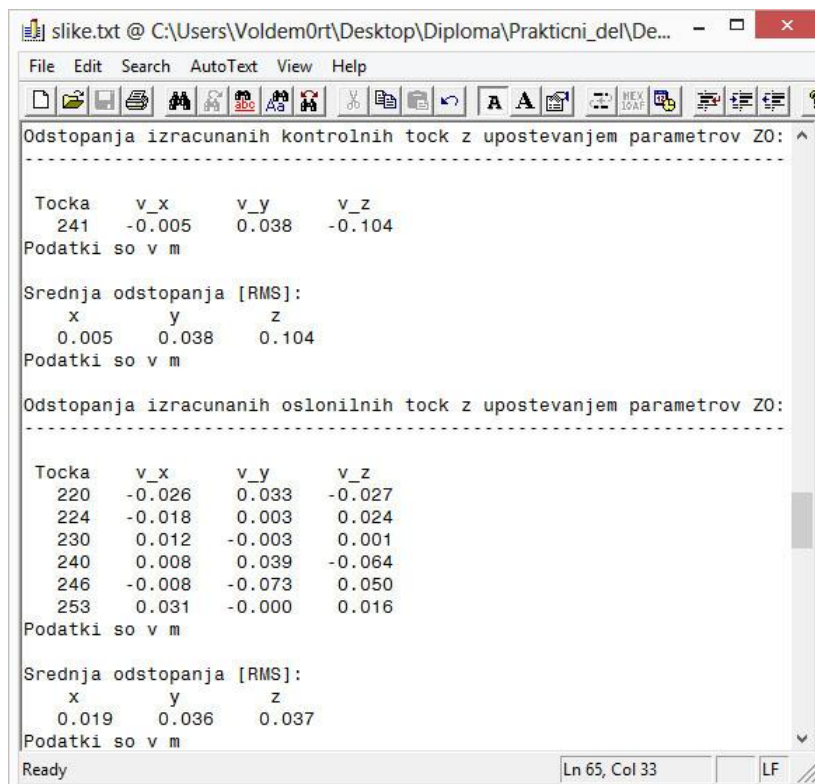 slike.txt @ C:\Users\Voldem0rt\Desktop\Diploma\Prakticni_del\De...
File Edit Search AutoText View Help
Odstopanja izracunanih kontrolnih tock z upostevanjem parametrov ZO:
--------------------------------------------------------------------
Tocka v_x v_y v_z
241 -0.005 0.038 -0.104
Podatki so v m
Srednja odstopanja [RMS]:
x y z
0.005 0.038 0.104
Podatki so v m
Odstopanja izracunanih oslonilnih tock z upostevanjem parametrov ZO:
--------------------------------------------------------------------
Tocka v_x v_y v_z
220 -0.026 0.033 -0.027
224 -0.018 0.003 0.024
230 0.012 -0.003 0.001
240 0.008 0.039 -0.064
246 -0.008 -0.073 0.050
253 0.031 -0.000 0.016
Podatki so v m
Srednja odstopanja [RMS]:
x y z
0.019 0.036 0.037
Podatki so v m
Ready Ln 65, Col 33 LF